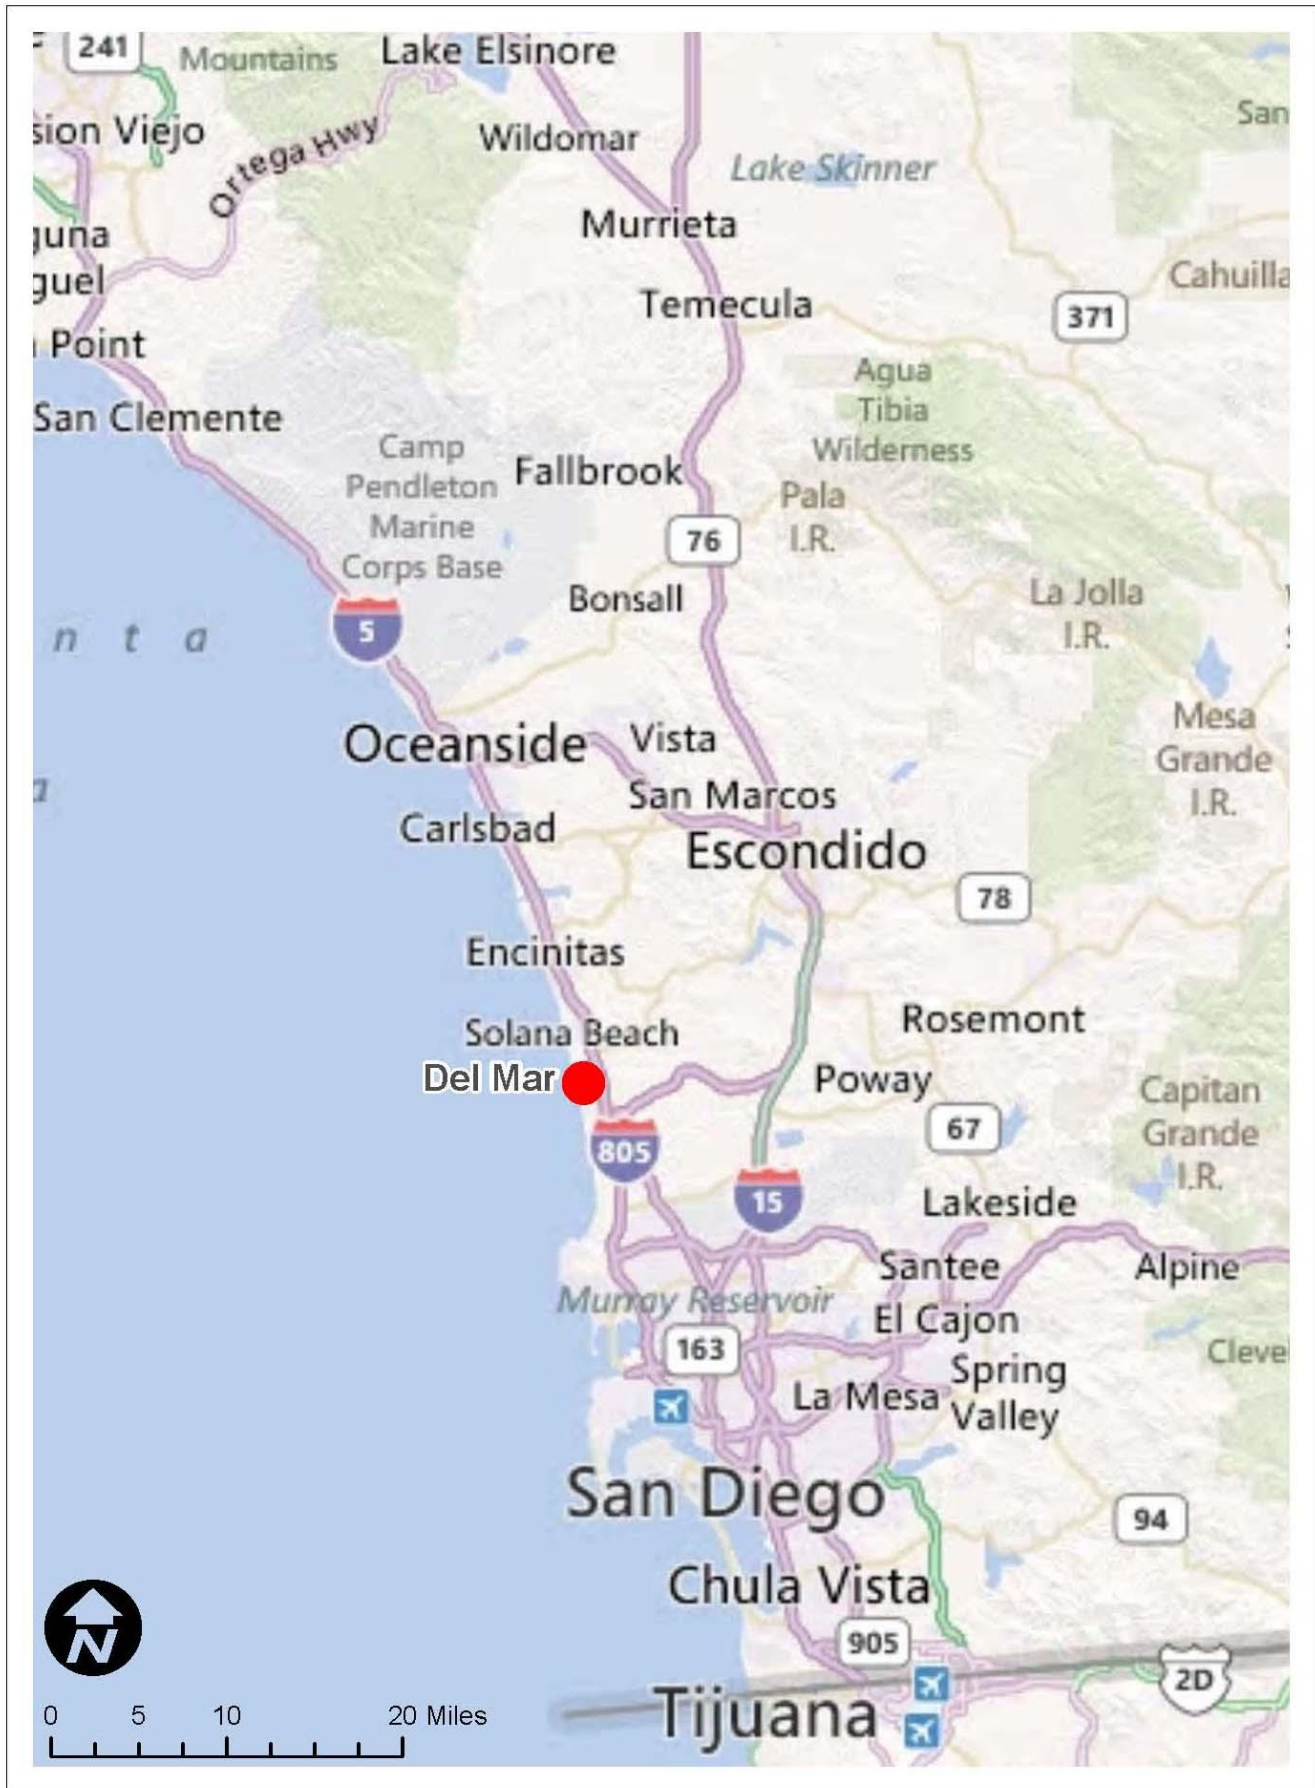 241
Mountains
Lake Elsinore
sion Viejo
Ortega Hwy
Wildomar
Lake Skinner
San
guna
guel
Murrieta
Cahuilla
Temecula
371
Point
San Clemente
Agua
Tibia
Wilderness
Camp
Pendleton
Marine
Corps Base
Fallbrook
Pala
I.R.
76
Bonsall
La Jolla
I.R.
5
n t a
a
Mesa
Grande
I.R.
Oceanside
Vista
San Marcos
Carlsbad
Escondido
78
Encinitas
Rosemont
Solana Beach
Del Mar
Poway
Capitan
Grande
I.R.
67
805
15
Lakeside
Santee
Alpine
Murray Reservoir
El Cajon
163
Cleve
Spring
Valley
La Mesa
San Diego
94
Chula Vista
905
2D
Tijuana
N
0 5 10 20 Miles